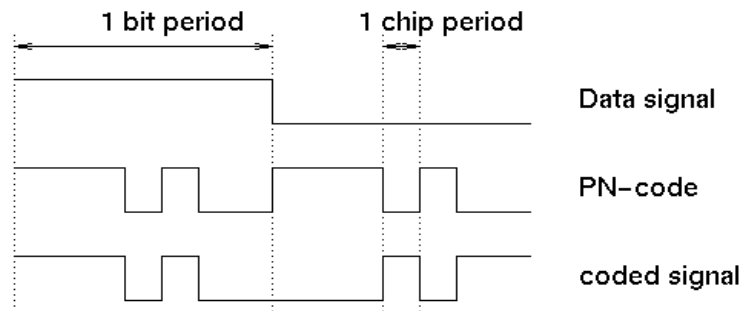 1 bit period
1 chip period
Data signal
PN-code
coded signal